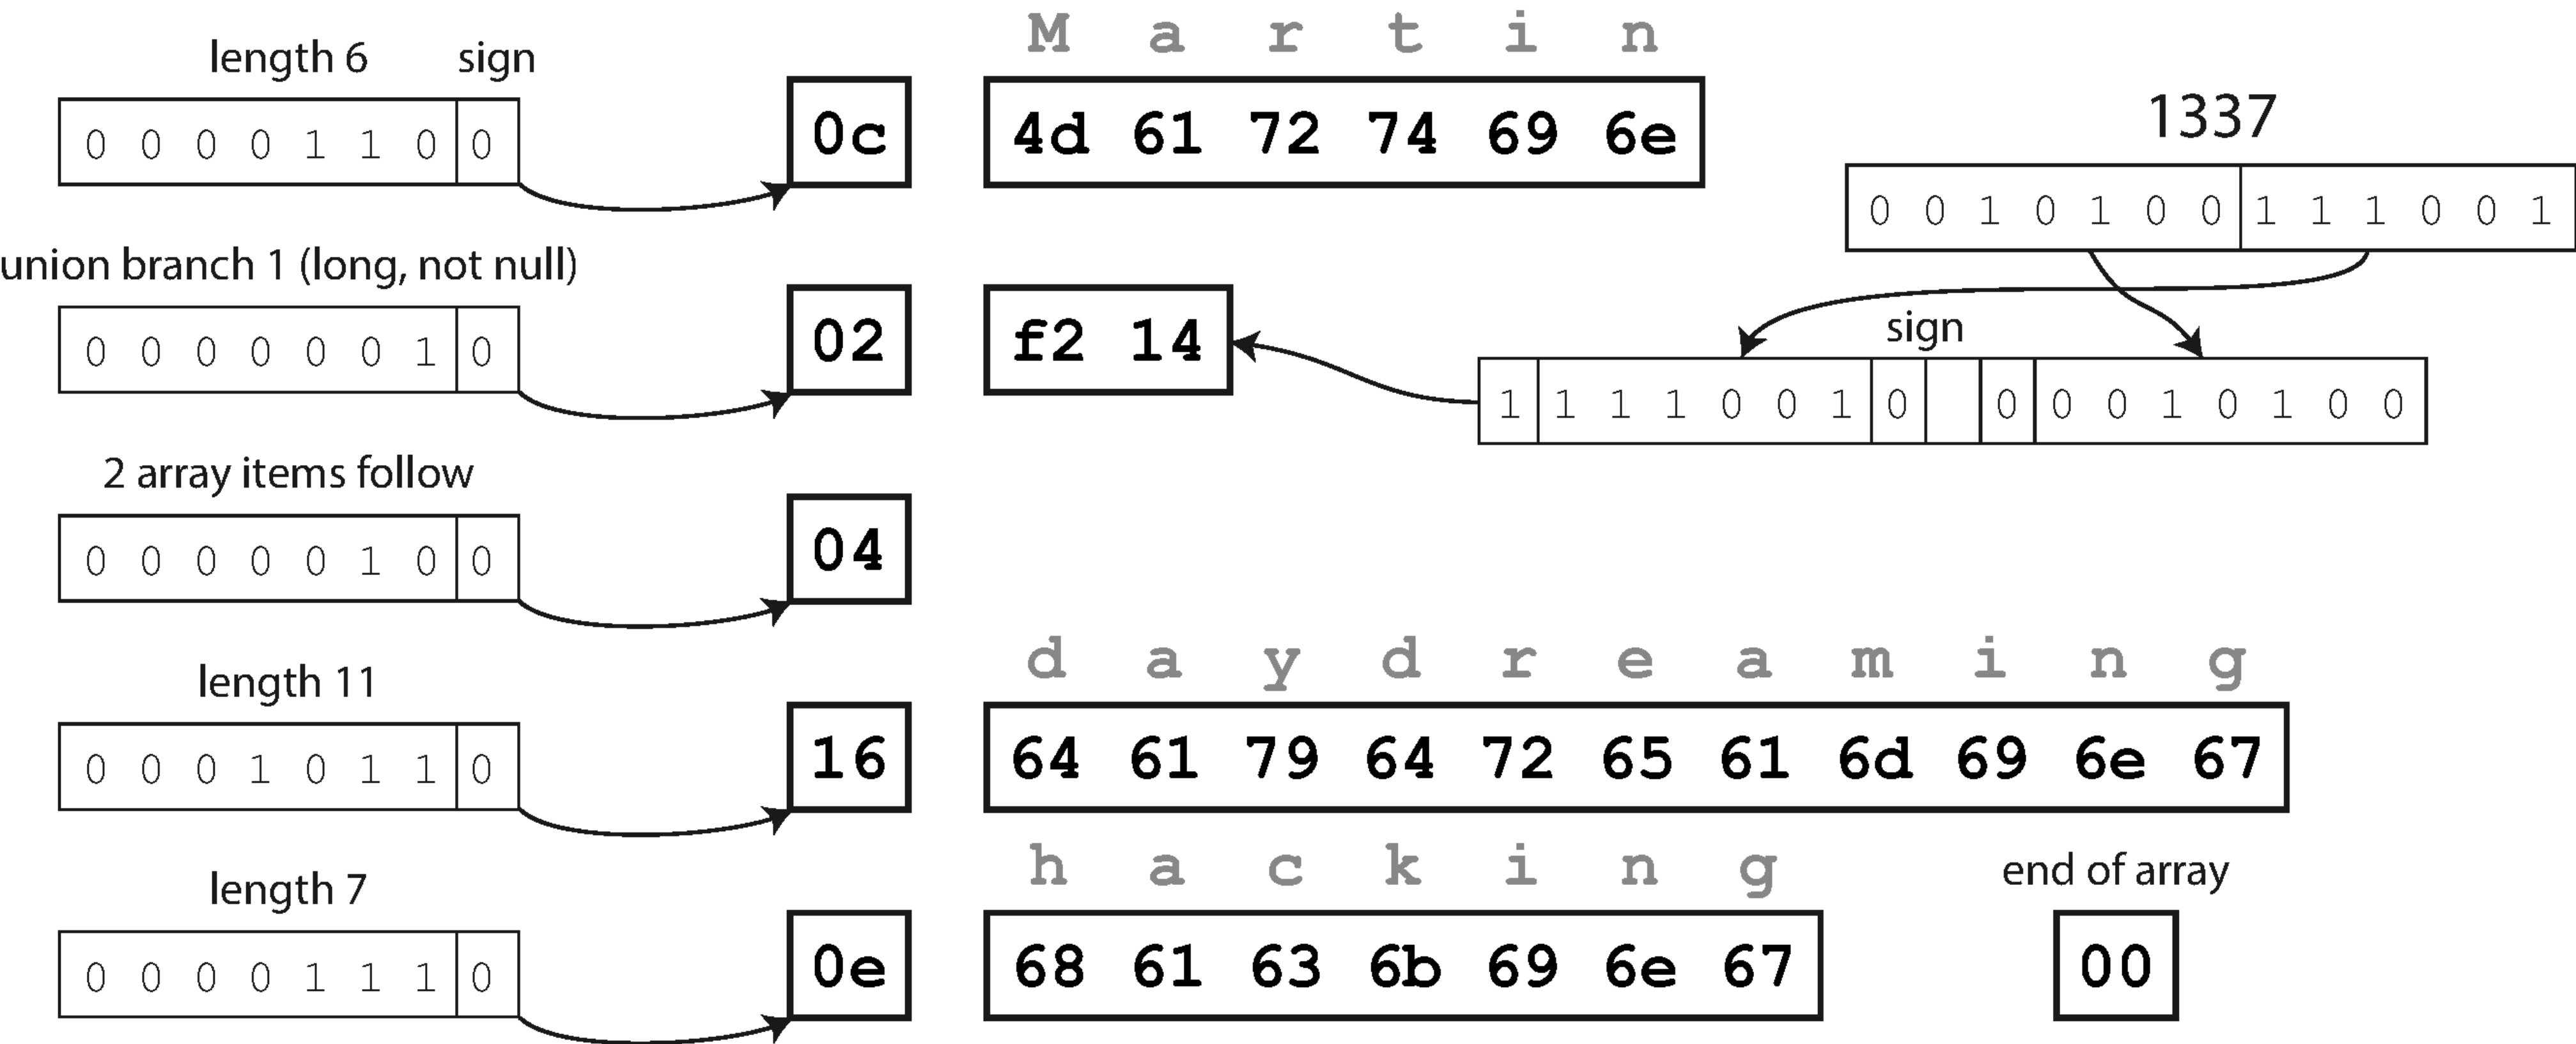 M a r t i n
length 6 sign
0 0 0 0 1 1 0 0
0c
4d 61 72 74 69 6e
1337
0 0 1 0 1 0 0 1 1 1 0 0 1
union branch 1 (long, not null)
0 0 0 0 0 0 1 0
02
f2 14
sign
1 1 1 1 0 0 1 0 0 0 0 1 0 1 0 0
2 array items follow
0 0 0 0 0 1 0 0
04
d a y d r e a m i n g
length 11
0 0 0 1 0 1 1 0
16
64 61 79 64 72 65 61 6d 69 6e 67
h a c k i n g
length 7
0 0 0 0 1 1 1 0
0e
68 61 63 6b 69 6e 67
end of array
00